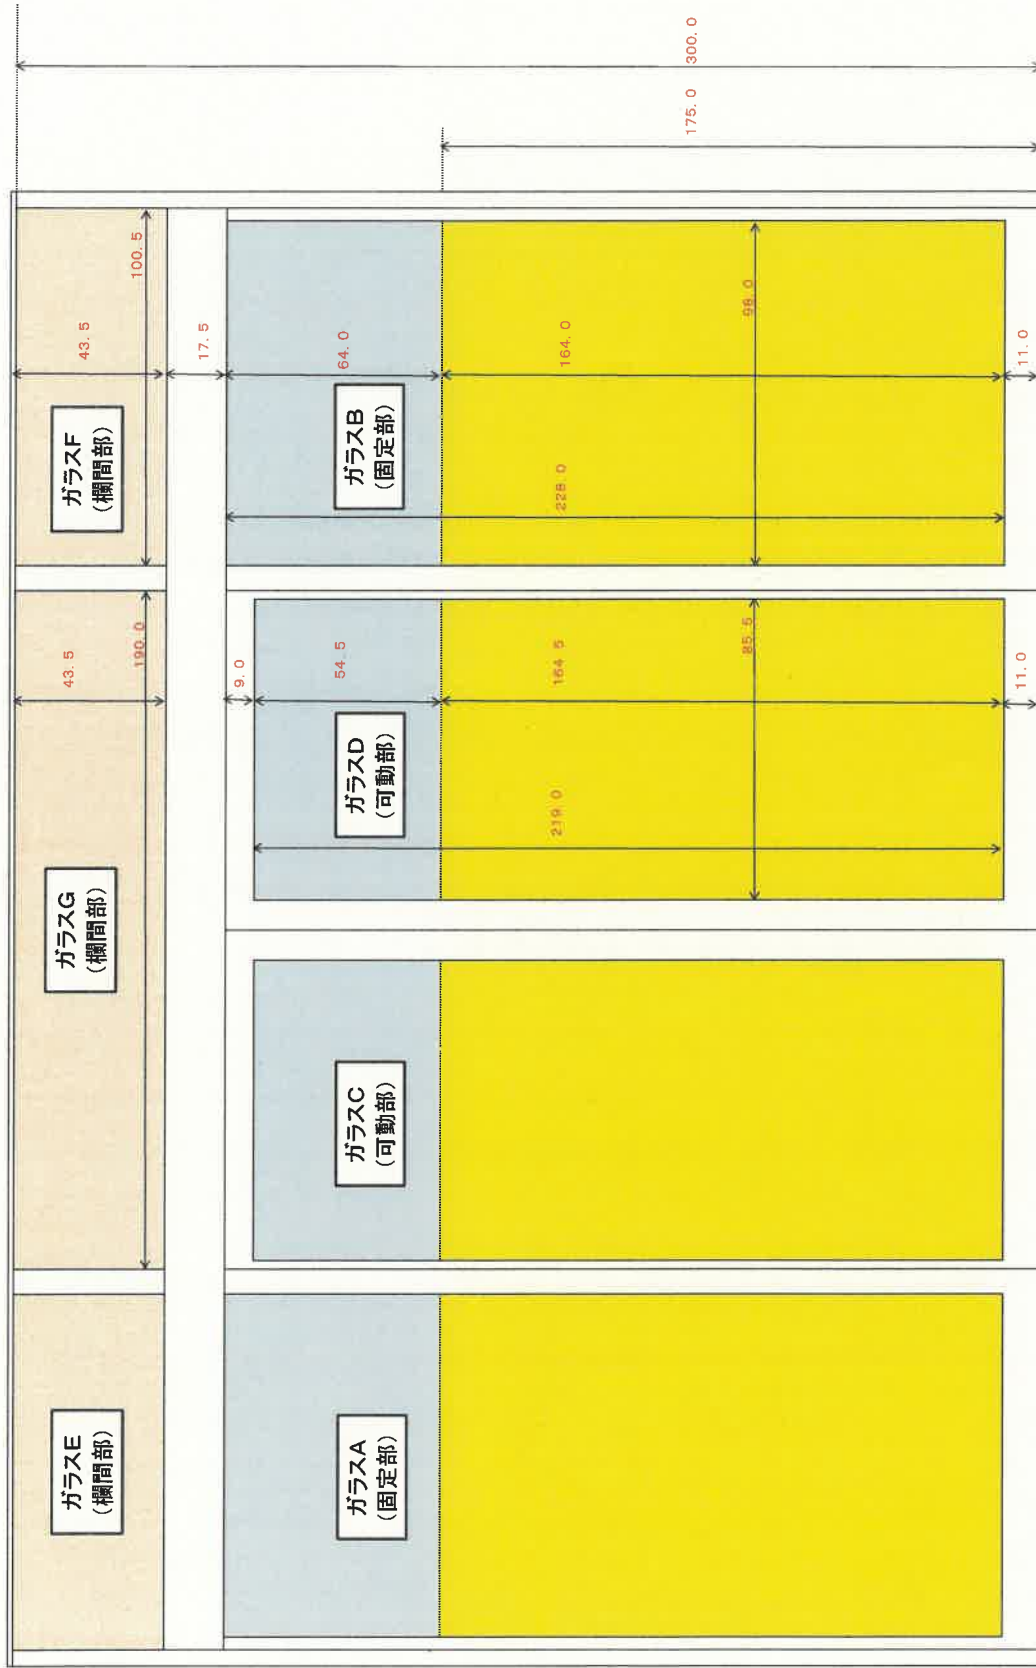 ガラスE
(欄間部)
ガラスG
(欄間部)
43. 5
190. 0
ガラスF
(欄間部)
43. 5
100. 5
17. 5
ガラスA
(固定部)
ガラスC
(可動部)
ガラスD
(可動部)
9. 0
54. 5
164. 5
219. 0
85. 5
11. 0
ガラスB
(固定部)
64. 0
164. 0
228. 0
98. 0
11. 0
175. 0
300. 0